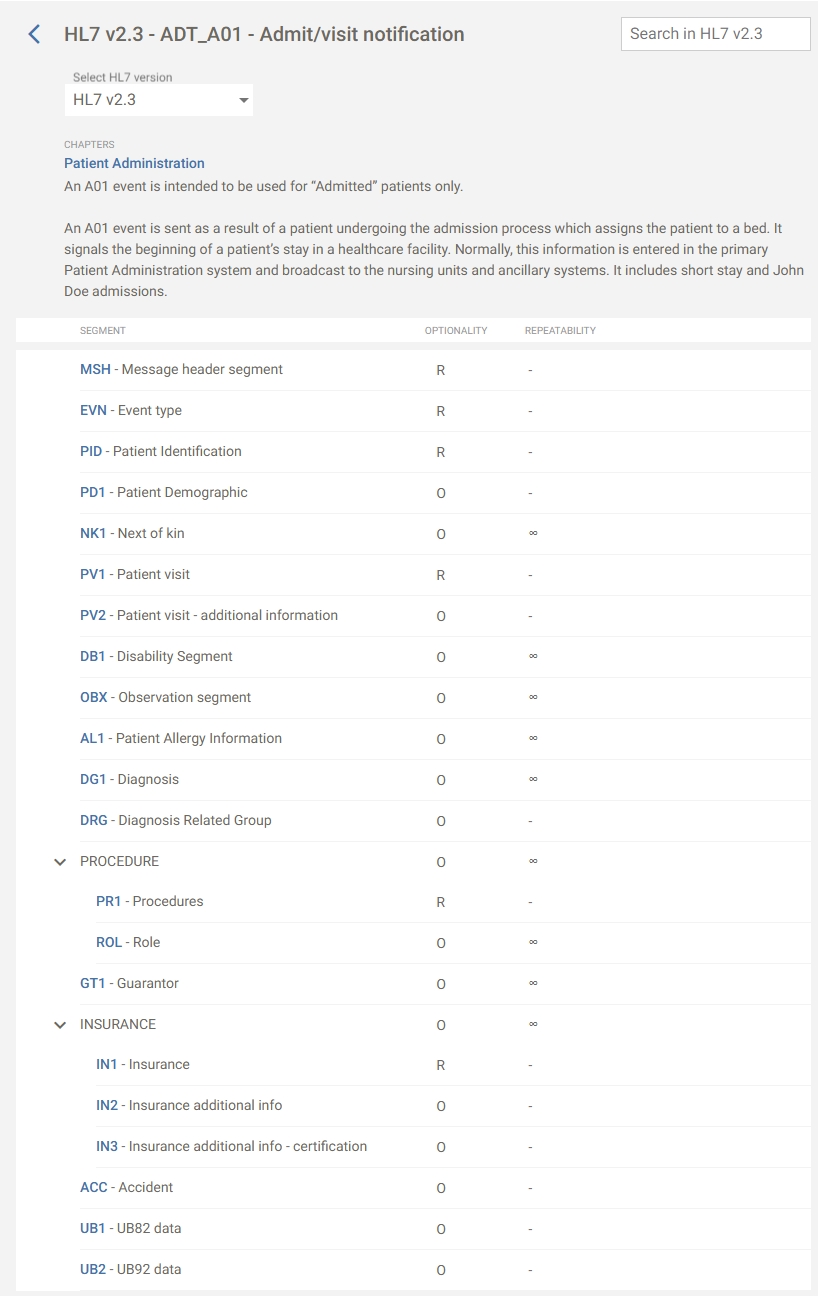 HL7 v2.3 - ADT_A01 - Admit/visit notification
Search in HL7 v2.3
Select HL7 version
HL7 v2.3
CHAPTERS
Patient Administration
An A01 event is intended to be used for “Admitted” patients only.
An A01 event is sent as a result of a patient undergoing the admission process which assigns the patient to a bed. It
signals the beginning of a patient’s stay in a healthcare facility. Normally, this information is entered in the primary
Patient Administration system and broadcast to the nursing units and ancillary systems. It includes short stay and John
Doe admissions.
SEGMENT OPTIONALITY REPEATABILITY
MSH - Message header segment R -
EVN - Event type R -
PID - Patient Identification R -
PD1 - Patient Demographic O -
NK1 - Next of kin O ∞
PV1 - Patient visit R -
PV2 - Patient visit - additional information O -
DB1 - Disability Segment O ∞
OBX - Observation segment O ∞
AL1 - Patient Allergy Information O ∞
DG1 - Diagnosis O ∞
DRG - Diagnosis Related Group O -
PROCEDURE O ∞
PR1 - Procedures R -
ROL - Role O ∞
GT1 - Guarantor O ∞
INSURANCE O ∞
IN1 - Insurance R -
IN2 - Insurance additional info O -
IN3 - Insurance additional info - certification O -
ACC - Accident O -
UB1 - UB82 data O -
UB2 - UB92 data O -